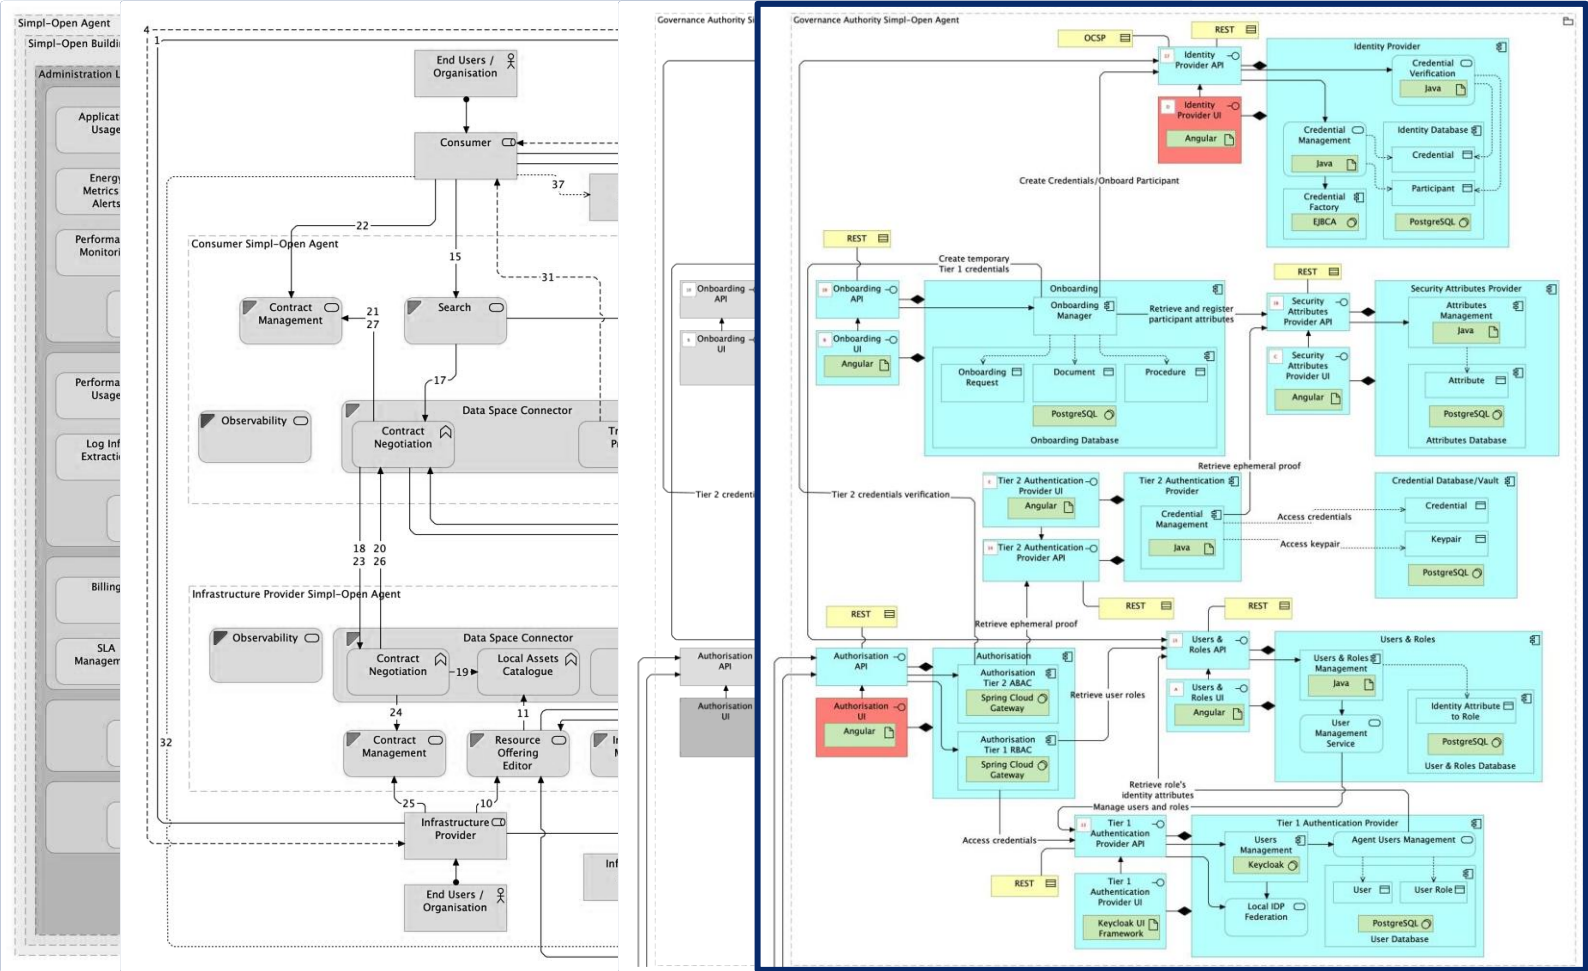 Simpl-Open Agent
Simpl-Open Buildin
Administration L
Applicat
Usage
Energy
Metrics
Alerts
Performa
Monitori
Performa
Usage
Log Inf
Extracti
Billing
SLA
Managem
4
1
End Users /
Organisation
Consumer
37
22
15
31
Consumer Simpl-Open Agent
Contract
Management
21
27
Search
17
Observability
Data Space Connector
Contract
Negotiation
Tr
Pr
18
23
20
26
Infrastructure Provider Simpl-Open Agent
Observability
Data Space Connector
Contract
Negotiation
19
Local Assets
Catalogue
24
11
32
Contract
Management
Resource
Offering
Editor
I
M
25
10
Infrastructure
Provider
End Users /
Organisation
Inf
Governance Authority Si
Onboarding
API
Onboarding
UI
Tier 2 credenti
Authorisation
API
Authorisation
UI
Governance Authority Simpl-Open Agent
OCSP
REST
Identity
Provider API
Identity
Provider UI
Angular
Identity Provider
Credential
Verification
Java
Credential
Management
Java
Identity Database
Credential
Participant
PostgreSQL
Credential
Factory
EJBCA
Create Credentials/Onboard Participant
REST
Create temporary
Tier 1 credentials
Onboarding
API
Onboarding
UI
Angular
Onboarding
Onboarding
Manager
Onboarding
Request
Document
Procedure
PostgreSQL
Onboarding Database
Retrieve and register
participant attributes
REST
Security
Attributes
Provider API
Security
Attributes
Provider UI
Angular
Security Attributes Provider
Attributes
Management
Java
Attribute
PostgreSQL
Attributes Database
Retrieve ephemeral proof
Tier 2 credentials verification
Tier 2 Authentication
Provider UI
Angular
Tier 2 Authentication
Provider API
Tier 2 Authentication
Provider
Credential
Management
Java
Access credentials
Access keypair
Credential Database/Vault
Credential
Keypair
PostgreSQL
REST
REST
REST
Retrieve ephemeral proof
Authorisation
API
Authorisation
UI
Angular
Authorisation
Authorisation
Tier 2 ABAC
Spring Cloud
Gateway
Authorisation
Tier 1 RBAC
Spring Cloud
Gateway
Retrieve user roles
Users &
Roles API
Users &
Roles UI
Angular
Users & Roles
Users & Roles
Management
Java
User
Management
Service
Identity Attribute
to Role
PostgreSQL
User & Roles Database
Retrieve role's
identity attributes
Manage users and roles
Access credentials
REST
Tier 1
Authentication
Provider API
Tier 1
Authentication
Provider UI
Keycloak UI
Framework
Tier 1 Authentication Provider
Users
Management
Keycloak
Agent Users Management
Local IDP
Federation
User
User Role
PostgreSQL
User Database